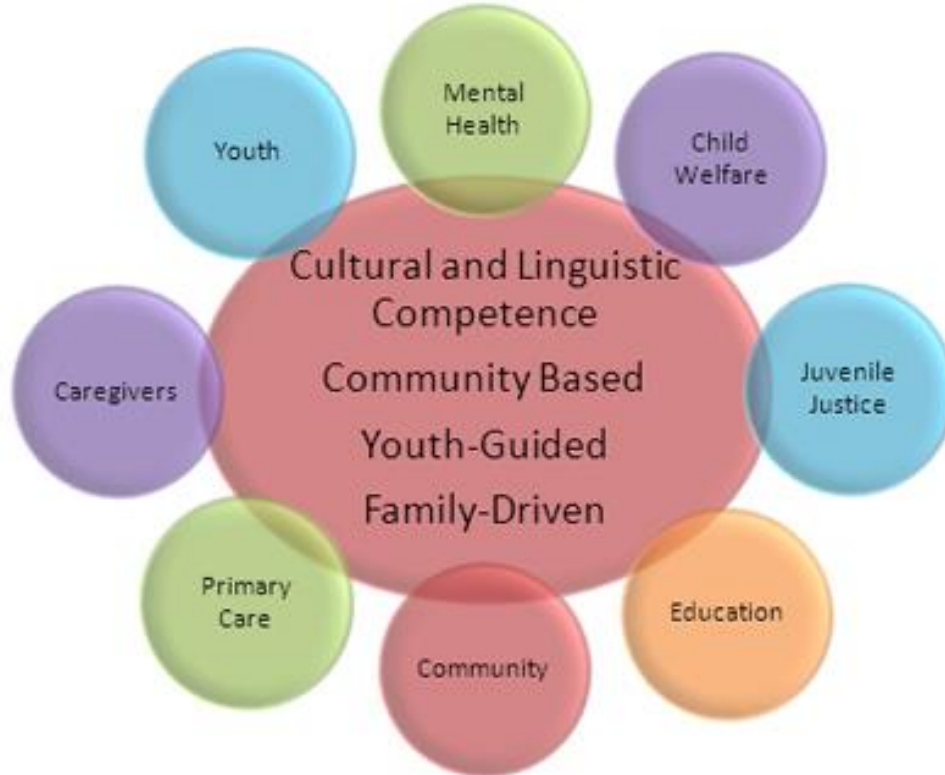 Mental
Health
Child
Welfare
Juvenile
Justice
Education
Community
Primary
Care
Caregivers
Youth
Cultural and Linguistic
Competence
Community Based
Youth-Guided
Family-Driven